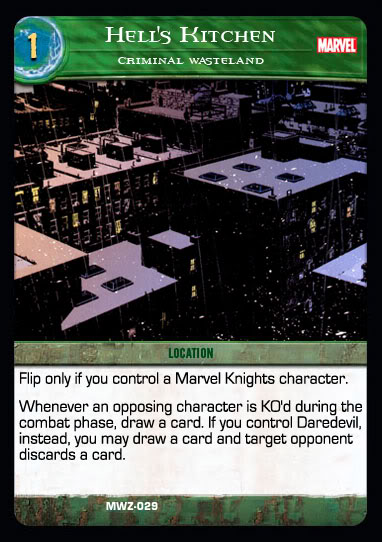 1
HELL'S KITCHEN
CRIMINAL WASTELAND
MARVEL
LOCATION
Flip only if you control a Marvel Knights character.
Whenever an opposing character is KO'd during the
combat phase, draw a card. If you control Daredevil,
instead, you may draw a card and target opponent
discards a card.
MWZ-029